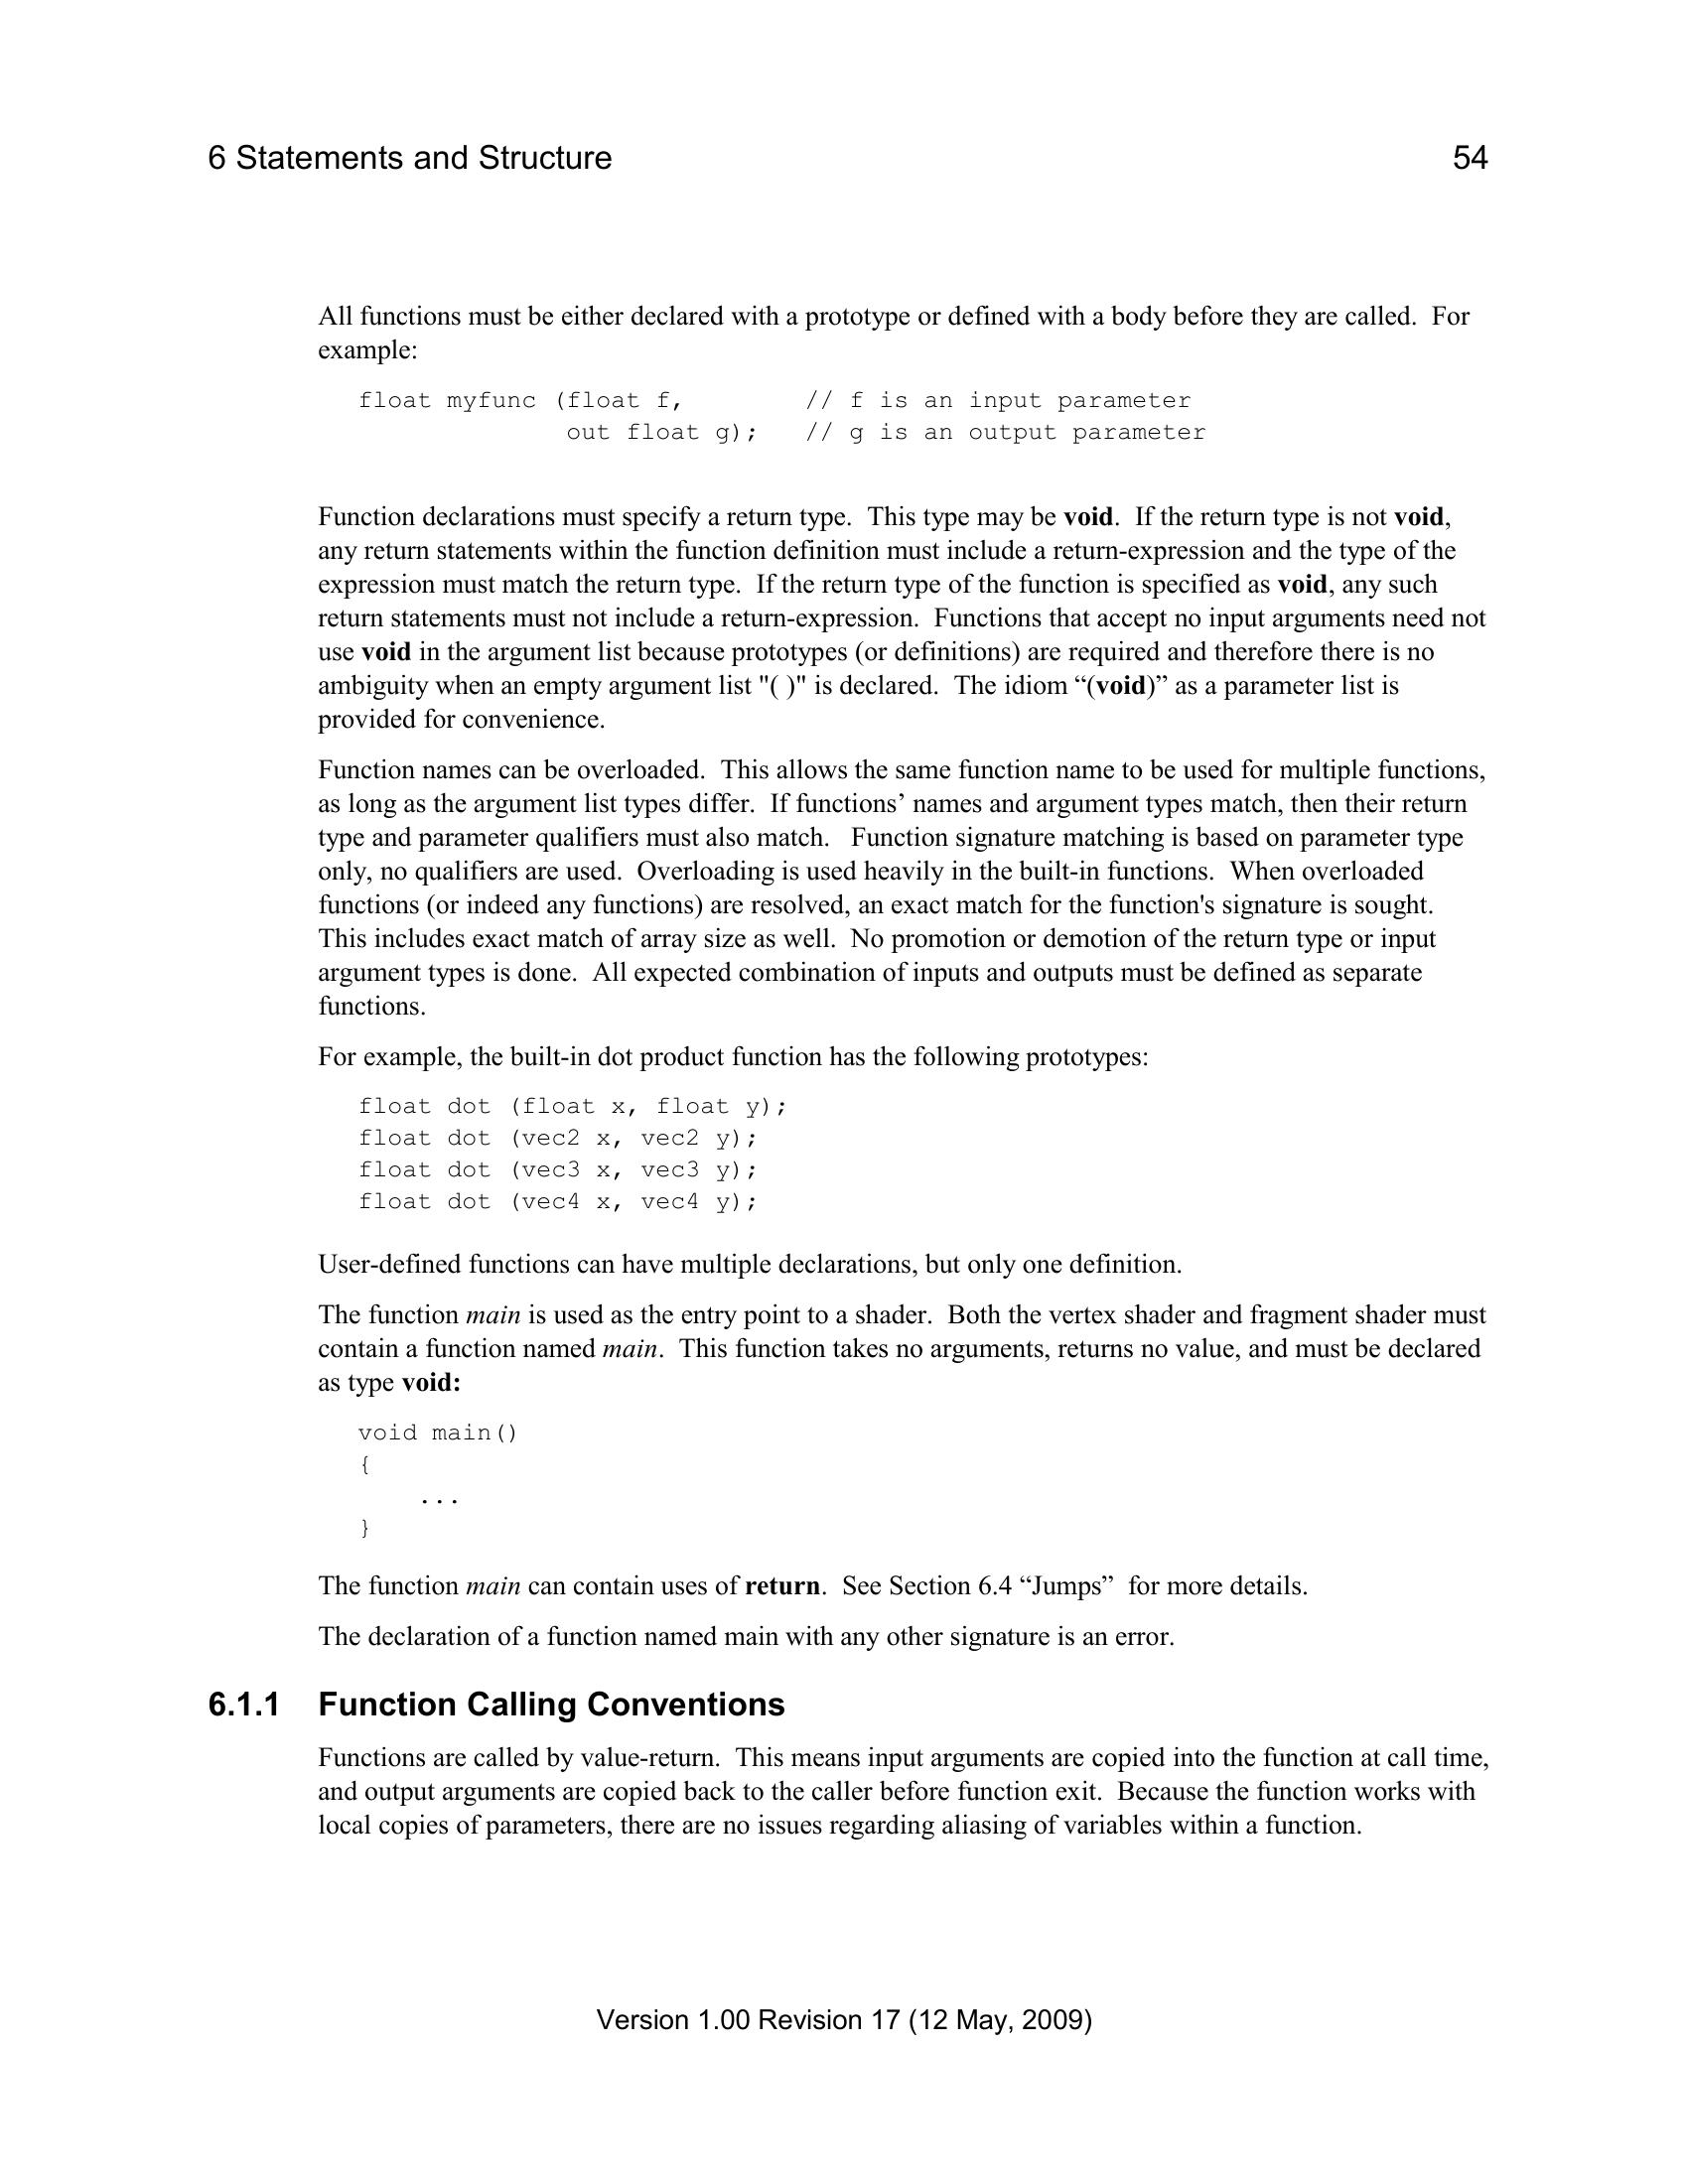 6 Statements and Structure 54
All functions must be either declared with a prototype or defined with a body before they are called.  For
example:
float myfunc (float f,        // f is an input parameter
              out float g);   // g is an output parameter
Function declarations must specify a return type.  This type may be void.  If the return type is not void,
any return statements within the function definition must include a return-expression and the type of the
expression must match the return type.  If the return type of the function is specified as void, any such
return statements must not include a return-expression.  Functions that accept no input arguments need not
use void in the argument list because prototypes (or definitions) are required and therefore there is no
ambiguity when an empty argument list "( )" is declared.  The idiom “(void)” as a parameter list is
provided for convenience.
Function names can be overloaded.  This allows the same function name to be used for multiple functions,
as long as the argument list types differ.  If functions’ names and argument types match, then their return
type and parameter qualifiers must also match.   Function signature matching is based on parameter type
only, no qualifiers are used.  Overloading is used heavily in the built-in functions.  When overloaded
functions (or indeed any functions) are resolved, an exact match for the function's signature is sought.
This includes exact match of array size as well.  No promotion or demotion of the return type or input
argument types is done.  All expected combination of inputs and outputs must be defined as separate
functions.
For example, the built-in dot product function has the following prototypes:
float dot (float x, float y);
float dot (vec2 x, vec2 y);
float dot (vec3 x, vec3 y);
float dot (vec4 x, vec4 y);
User-defined functions can have multiple declarations, but only one definition.
The function main is used as the entry point to a shader.  Both the vertex shader and fragment shader must
contain a function named main.  This function takes no arguments, returns no value, and must be declared
as type void:
void main()
{
    ...
}
The function main can contain uses of return.  See Section 6.4 “Jumps”  for more details.
The declaration of a function named main with any other signature is an error.
6.1.1 Function Calling Conventions
Functions are called by value-return.  This means input arguments are copied into the function at call time,
and output arguments are copied back to the caller before function exit.  Because the function works with
local copies of parameters, there are no issues regarding aliasing of variables within a function.
Version 1.00 Revision 17 (12 May, 2009)